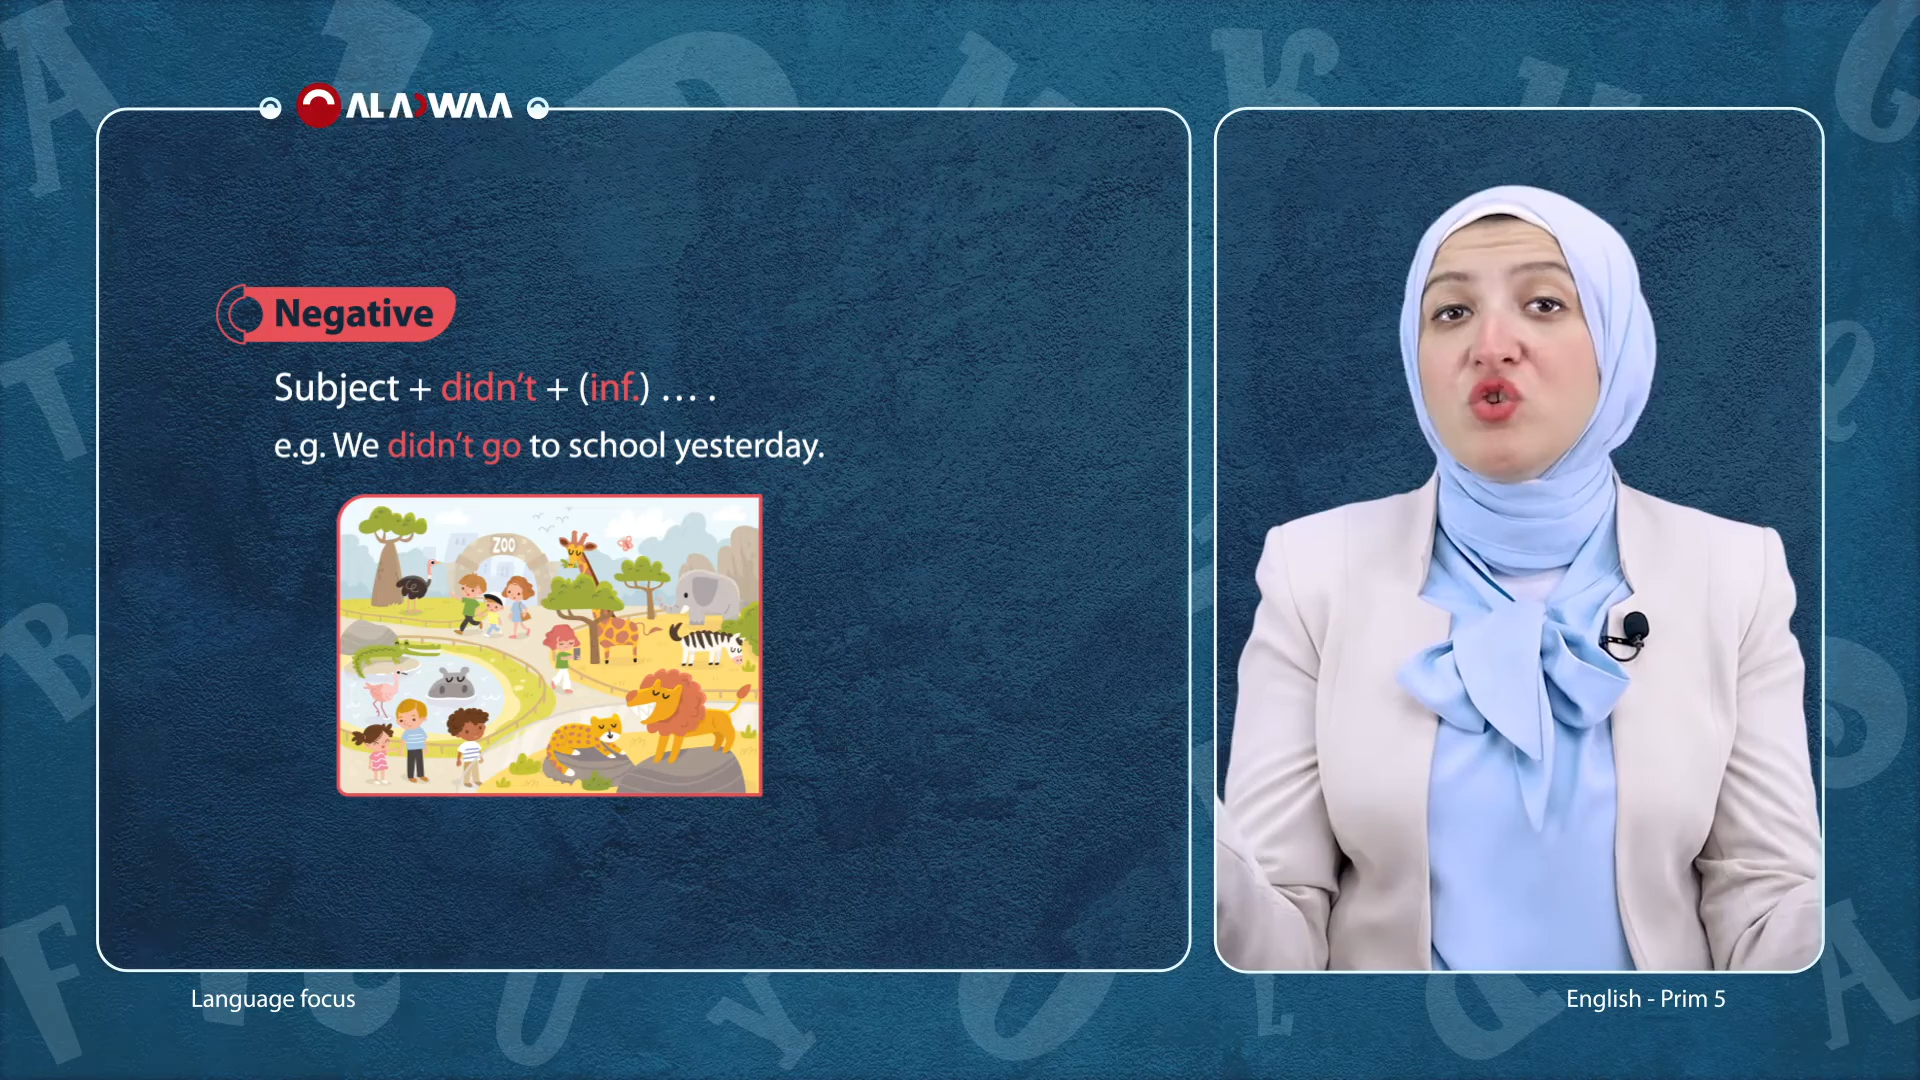 ALADWAA
Negative
Subject + didn't + (inf.) ... .
e.g. We didn't go to school yesterday.
ZOO
Language focus
English - Prim 5